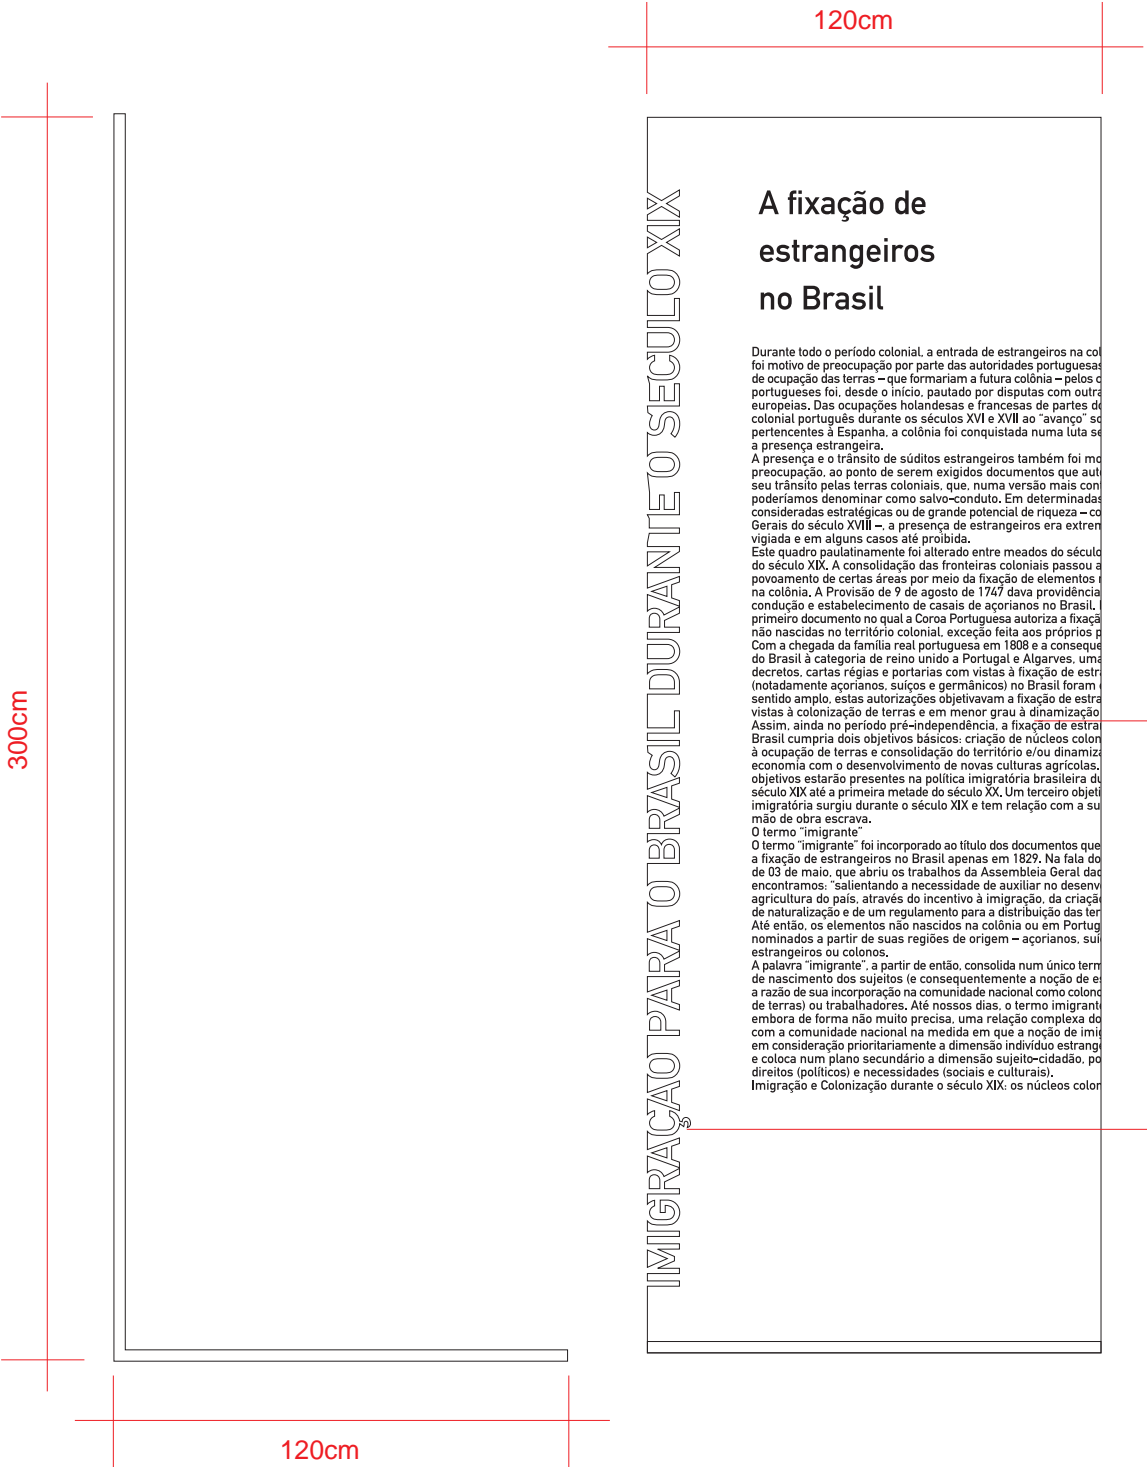 120cm
300cm
120cm
IMIGRAÇAO PARA O BRASIL DURANTE O SECULO XIX
A fixação de
estrangeiros
no Brasil
Durante todo o período colonial, a entrada de estrangeiros na col
foi motivo de preocupação por parte das autoridades portuguesas
de ocupação das terras – que formariam a futura colônia – pelos c
portugueses foi, desde o início, pautado por disputas com outra
europeias. Das ocupações holandesas e francesas de partes do
colonial português durante os séculos XVI e XVII ao “avanço” so
pertencentes à Espanha, a colônia foi conquistada numa luta se
a presença estrangeira.
A presença e o trânsito de súditos estrangeiros também foi mo
preocupação, ao ponto de serem exigidos documentos que aut
seu trânsito pelas terras coloniais, que, numa versão mais con
poderíamos denominar como salvo-conduto. Em determinadas
consideradas estratégicas ou de grande potencial de riqueza – co
Gerais do século XVIII –, a presença de estrangeiros era extrem
vigiada e em alguns casos até proibida.
Este quadro paulatinamente foi alterado entre meados do século
do século XIX. A consolidação das fronteiras coloniais passou a
povoamento de certas áreas por meio da fixação de elementos
na colônia. A Provisão de 9 de agosto de 1747 dava providência
condução e estabelecimento de casais de açorianos no Brasil.
primeiro documento no qual a Coroa Portuguesa autoriza a fixaçã
não nascidas no território colonial, exceção feita aos próprios p
Com a chegada da família real portuguesa em 1808 e a conseque
do Brasil à categoria de reino unido a Portugal e Algarves, uma
decretos, cartas régias e portarias com vistas à fixação de estr
(notadamente açorianos, suíços e germânicos) no Brasil foram
sentido amplo, estas autorizações objetivavam a fixação de estra
vistas à colonização de terras e em menor grau à dinamização
Assim, ainda no período pré-independência, a fixação de estra
Brasil cumpria dois objetivos básicos: criação de núcleos colon
à ocupação de terras e consolidação do território e/ou dinamiza
economia com o desenvolvimento de novas culturas agrícolas.
objetivos estarão presentes na política imigratória brasileira du
século XIX até a primeira metade do século XX. Um terceiro objeti
imigratória surgiu durante o século XIX e tem relação com a su
mão de obra escrava.
O termo “imigrante”
O termo “imigrante” foi incorporado ao título dos documentos que
a fixação de estrangeiros no Brasil apenas em 1829. Na fala do
de 03 de maio, que abriu os trabalhos da Assembleia Geral daq
encontramos: “salientando a necessidade de auxiliar no desenv
agricultura do país, através do incentivo à imigração, da criaçã
de naturalização e de um regulamento para a distribuição das ter
Até então, os elementos não nascidos na colônia ou em Portug
nominados a partir de suas regiões de origem – açorianos, suí
estrangeiros ou colonos.
A palavra “imigrante”, a partir de então, consolida num único term
de nascimento dos sujeitos (e consequentemente a noção de es
a razão de sua incorporação na comunidade nacional como colono
de terras) ou trabalhadores. Até nossos dias, o termo imigrant
embora de forma não muito precisa, uma relação complexa do
com a comunidade nacional na medida em que a noção de imig
em consideração prioritariamente a dimensão indivíduo estrang
e coloca num plano secundário a dimensão sujeito-cidadão, po
direitos (políticos) e necessidades (sociais e culturais).
Imigração e Colonização durante o século XIX: os núcleos color